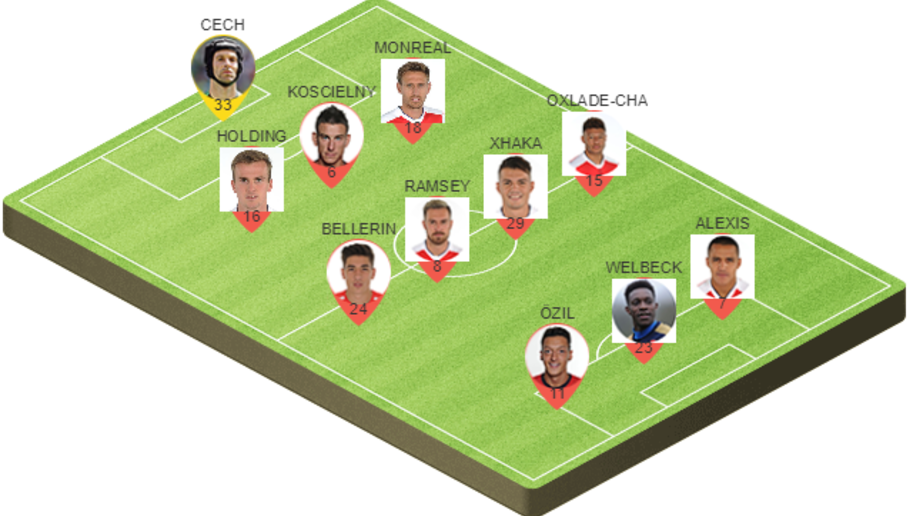 CECH
33
MONREAL
18
KOSCIELNY
6
OXLADE-CHA
15
HOLDING
16
XHAKA
29
RAMSEY
8
BELLERIN
24
ALEXIS
7
WELBECK
23
ÖZIL
11